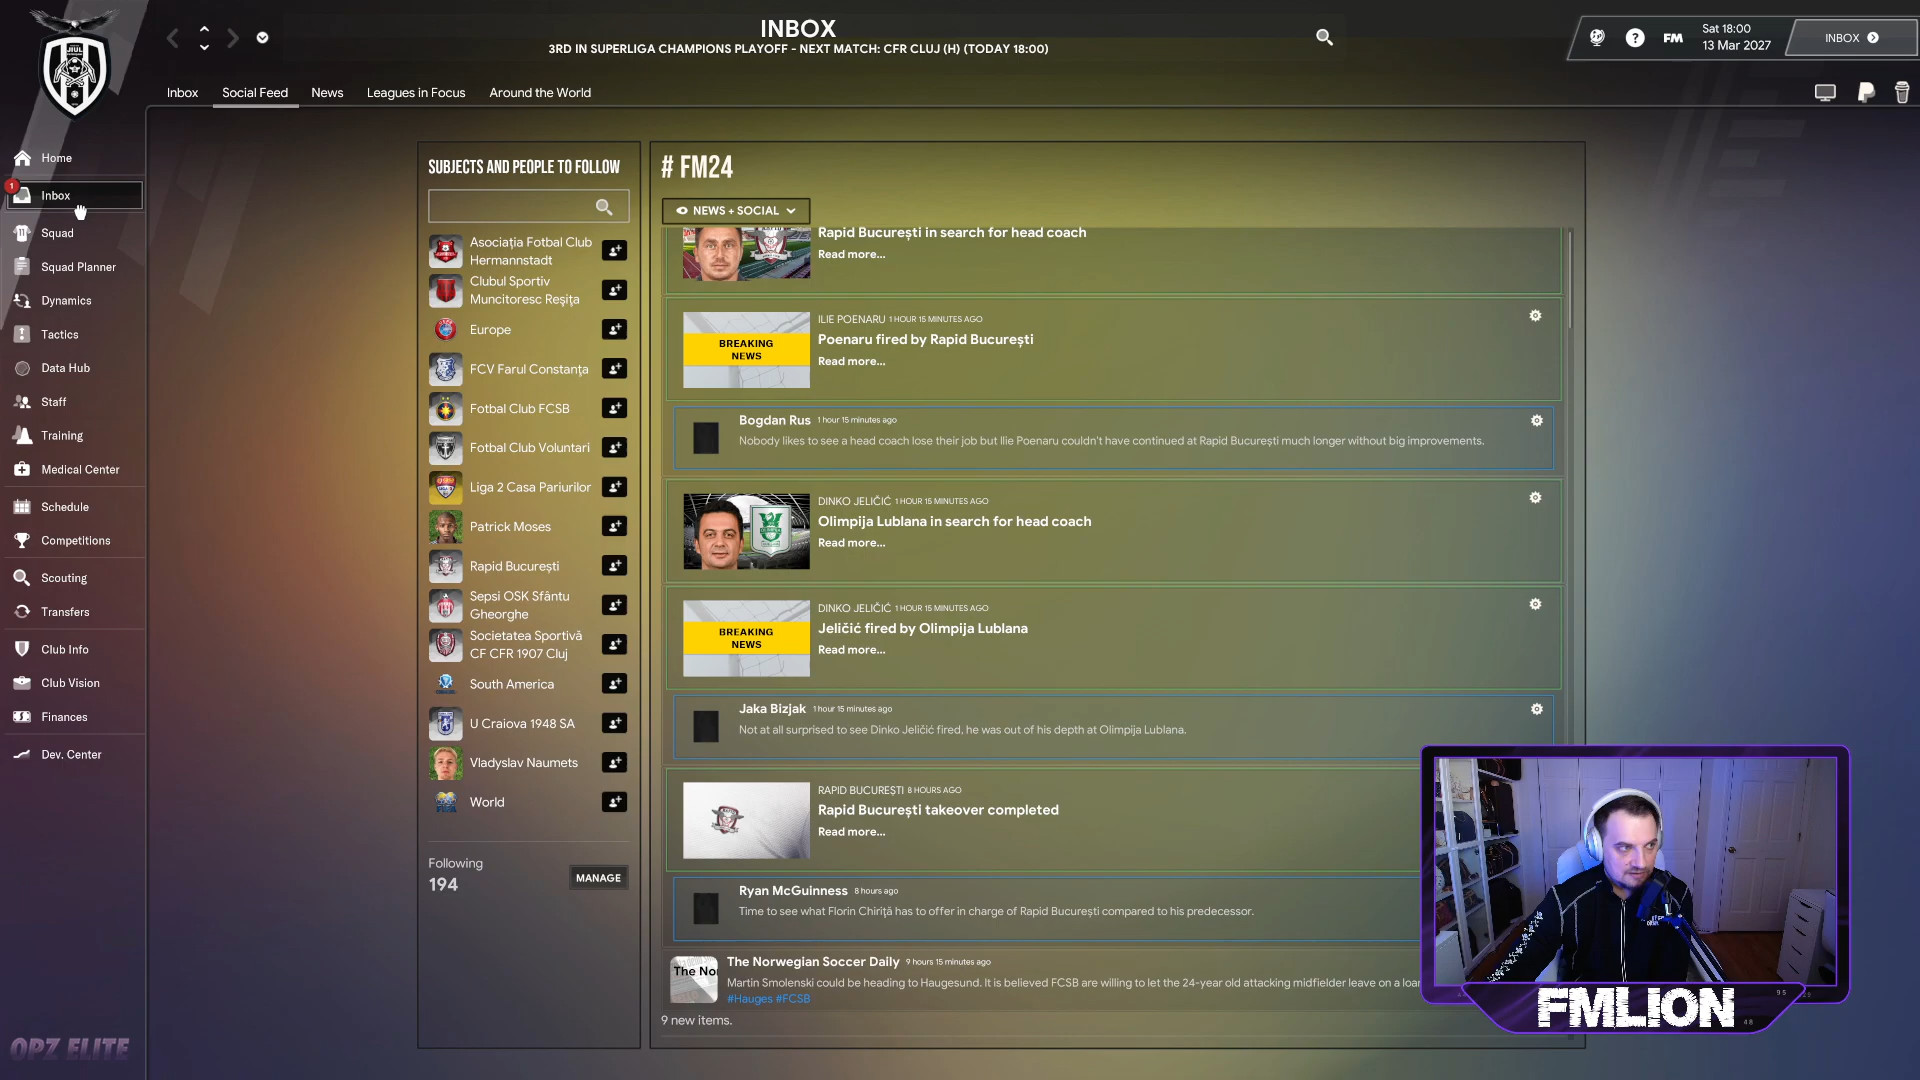 INBOX
3RD IN SUPERLIGA CHAMPIONS PLAYOFF - NEXT MATCH: CFR CLUJ (H) (TODAY 18:00)
FM
Sat 18:00
13 Mar 2027
INBOX
JIUL
Inbox
Social Feed
News
Leagues in Focus
Around the World
Home
1
Inbox
Squad
Squad Planner
Dynamics
Tactics
Data Hub
Staff
Training
Medical Center
Schedule
Competitions
Scouting
Transfers
Club Info
Club Vision
Finances
Dev. Center
OPZ ELITE
SUBJECTS AND PEOPLE TO FOLLOW
Asociația Fotbal Club
Hermannstadt
Clubul Sportiv
Muncitoresc Reșița
Europe
FCV Farul Constanța
Fotbal Club FCSB
Fotbal Club Voluntari
Liga 2 Casa Pariurilor
Patrick Moses
Rapid București
Sepsi OSK Sfântu
Gheorghe
Societatea Sportivă
CF CFR 1907 Cluj
South America
U Craiova 1948 SA
Vladyslav Naumets
World
Following
194
MANAGE
# FM24
NEWS + SOCIAL
Rapid București in search for head coach
Read more...
ILIE POENARU 1 HOUR 15 MINUTES AGO
BREAKING
NEWS
Poenaru fired by Rapid București
Read more...
Bogdan Rus 1 hour 15 minutes ago
Nobody likes to see a head coach lose their job but Ilie Poenaru couldn't have continued at Rapid București much longer without big improvements.
DINKO JELIČIĆ 1 HOUR 15 MINUTES AGO
Olimpija Lublana in search for head coach
Read more...
DINKO JELIČIĆ 1 HOUR 15 MINUTES AGO
BREAKING
NEWS
Jeličić fired by Olimpija Lublana
Read more...
Jaka Bizjak 1 hour 15 minutes ago
Not at all surprised to see Dinko Jeličić fired, he was out of his depth at Olimpija Lublana.
RAPID BUCUREȘTI 8 HOURS AGO
Rapid București takeover completed
Read more...
Ryan McGuinness 8 hours ago
Time to see what Florin Chiriță has to offer in charge of Rapid București compared to his predecessor.
The Nor
The Norwegian Soccer Daily 9 hours 15 minutes ago
Martin Smolenski could be heading to Haugesund. It is believed FCSB are willing to let the 24-year old attacking midfielder leave on a loa
#Hauges #FCSB
9 new items.
FMLION
95
48